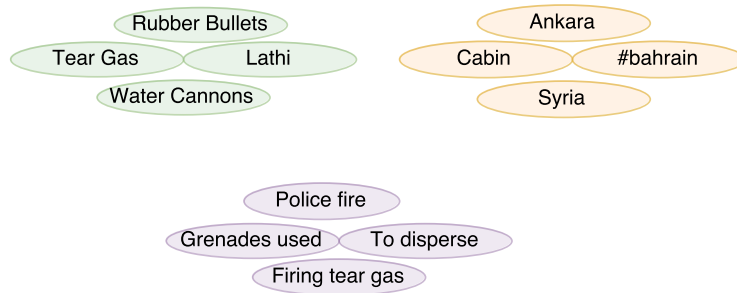 Rubber Bullets
Tear Gas
Lathi
Water Cannons
Ankara
Cabin
#bahrain
Syria
Police fire
Grenades used
To disperse
Firing tear gas